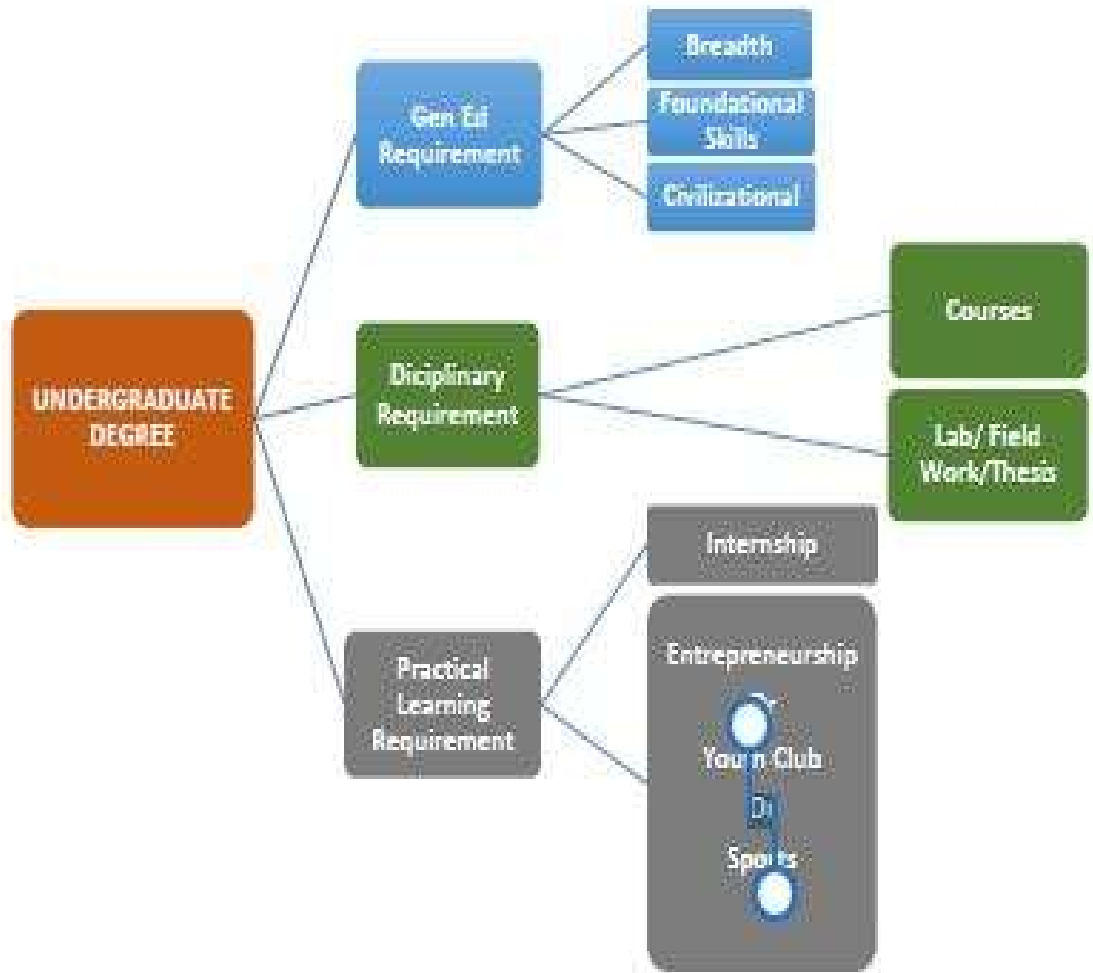 Breadth
Foundational
Skills
Civilizational
Gen Ed
Requirement
UNDERGRADUATE
DEGREE
Diciplinary
Requirement
Courses
Lab/ Field
Work/Thesis
Practical
Learning
Requirement
Internship
Entrepreneurship
Club